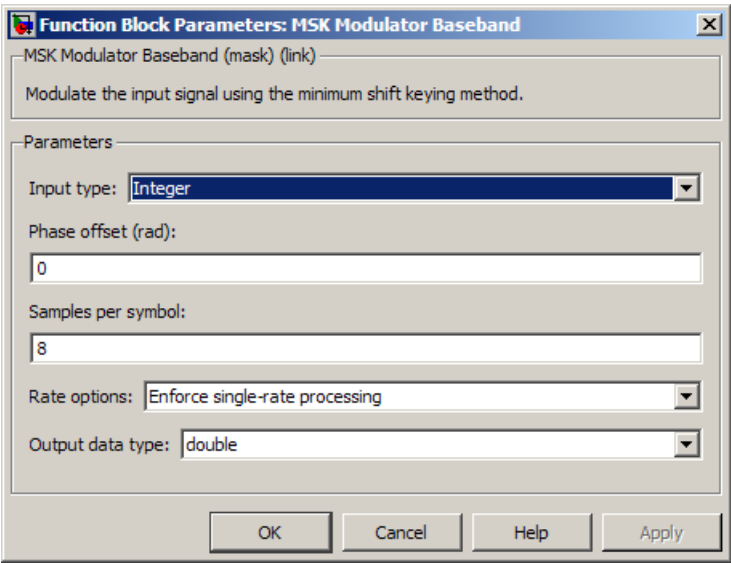 Function Block Parameters: MSK Modulator Baseband
MSK Modulator Baseband (mask) (link)
Modulate the input signal using the minimum shift keying method.
Parameters
Input type: Integer
Phase offset (rad):
0
Samples per symbol:
8
Rate options: Enforce single-rate processing
Output data type: double
OK Cancel Help Apply